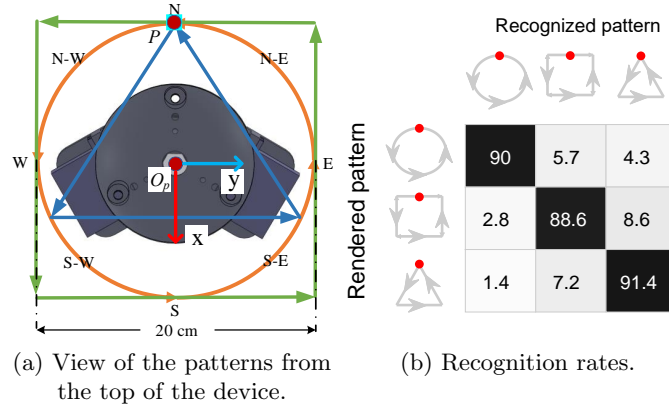 N
P
N-W
N-E
W
E
Oₚ
y
x
S-W
S-E
S
20 cm
(a) View of the patterns from
the top of the device.
Recognized pattern
Rendered pattern
90 5.7 4.3
2.8 88.6 8.6
1.4 7.2 91.4
(b) Recognition rates.